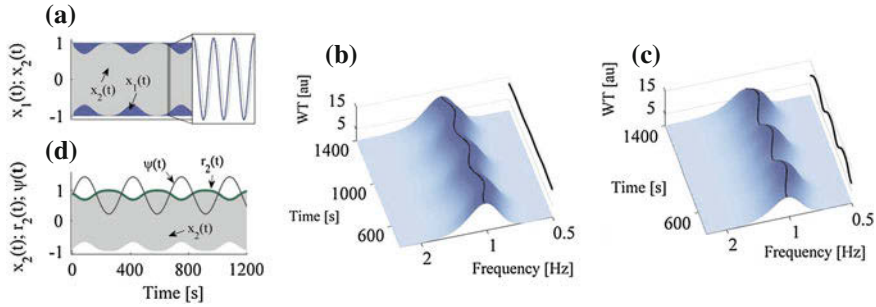 (a)
x₁(t); x₂(t)
1
0
-1
x₂(t)
x₁(t)
(b)
WT [au]
15
5
1400
1000
600
Time [s]
2
1
0.5
Frequency [Hz]
(c)
WT [au]
15
5
1400
1000
600
Time [s]
2
1
0.5
Frequency [Hz]
(d)
x₂(t); r₂(t); ψ(t)
1
0
-1
ψ(t)
r₂(t)
x₂(t)
0
400
800
1200
Time [s]